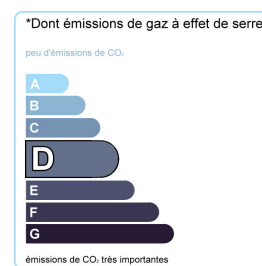 *Dont émissions de gaz à effet de serre
peu d'émissions de CO₂
A
B
C
D
E
F
G
émissions de CO₂ très importantes